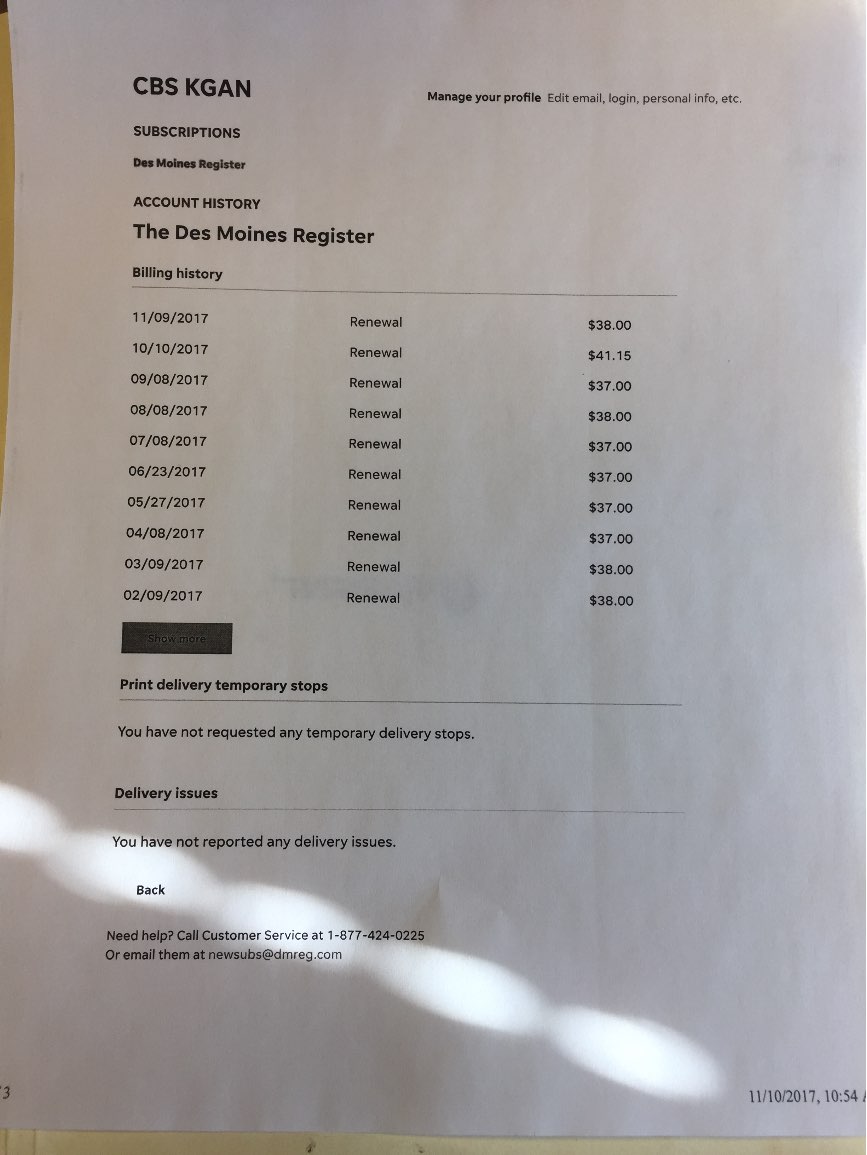 CBS KGAN
Manage your profile Edit email, login, personal info, etc.
SUBSCRIPTIONS
Des Moines Register
ACCOUNT HISTORY
The Des Moines Register
Billing history
11/09/2017 Renewal $38.00
10/10/2017 Renewal $41.15
09/08/2017 Renewal $37.00
08/08/2017 Renewal $38.00
07/08/2017 Renewal $37.00
06/23/2017 Renewal $37.00
05/27/2017 Renewal $37.00
04/08/2017 Renewal $37.00
03/09/2017 Renewal $38.00
02/09/2017 Renewal $38.00
Show more
Print delivery temporary stops
You have not requested any temporary delivery stops.
Delivery issues
You have not reported any delivery issues.
Back
Need help? Call Customer Service at 1-877-424-0225
Or email them at newsubs@dmreg.com
3 11/10/2017, 10:54